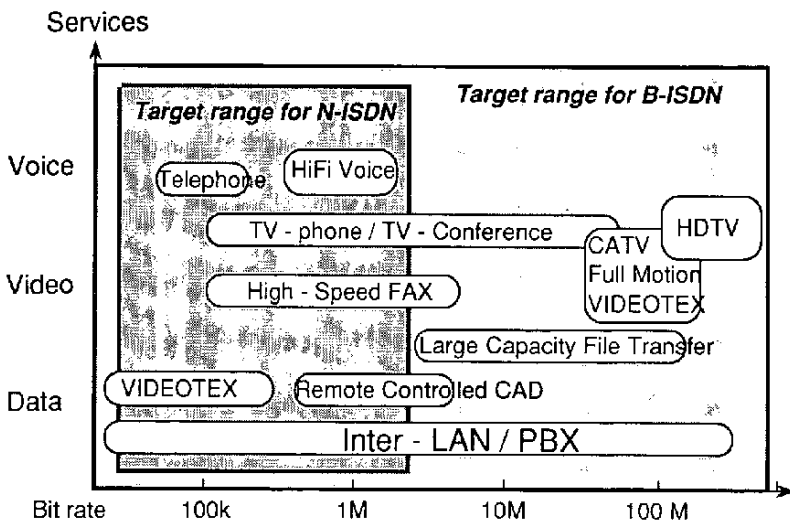 Services
Target range for N-ISDN
Target range for B-ISDN
Voice
Telephone
HiFi Voice
TV - phone / TV - Conference
HDTV
CATV
Full Motion
VIDEOTEX
Video
High - Speed FAX
Large Capacity File Transfer
Data
VIDEOTEX
Remote Controlled CAD
Inter - LAN / PBX
Bit rate
100k
1M
10M
100 M